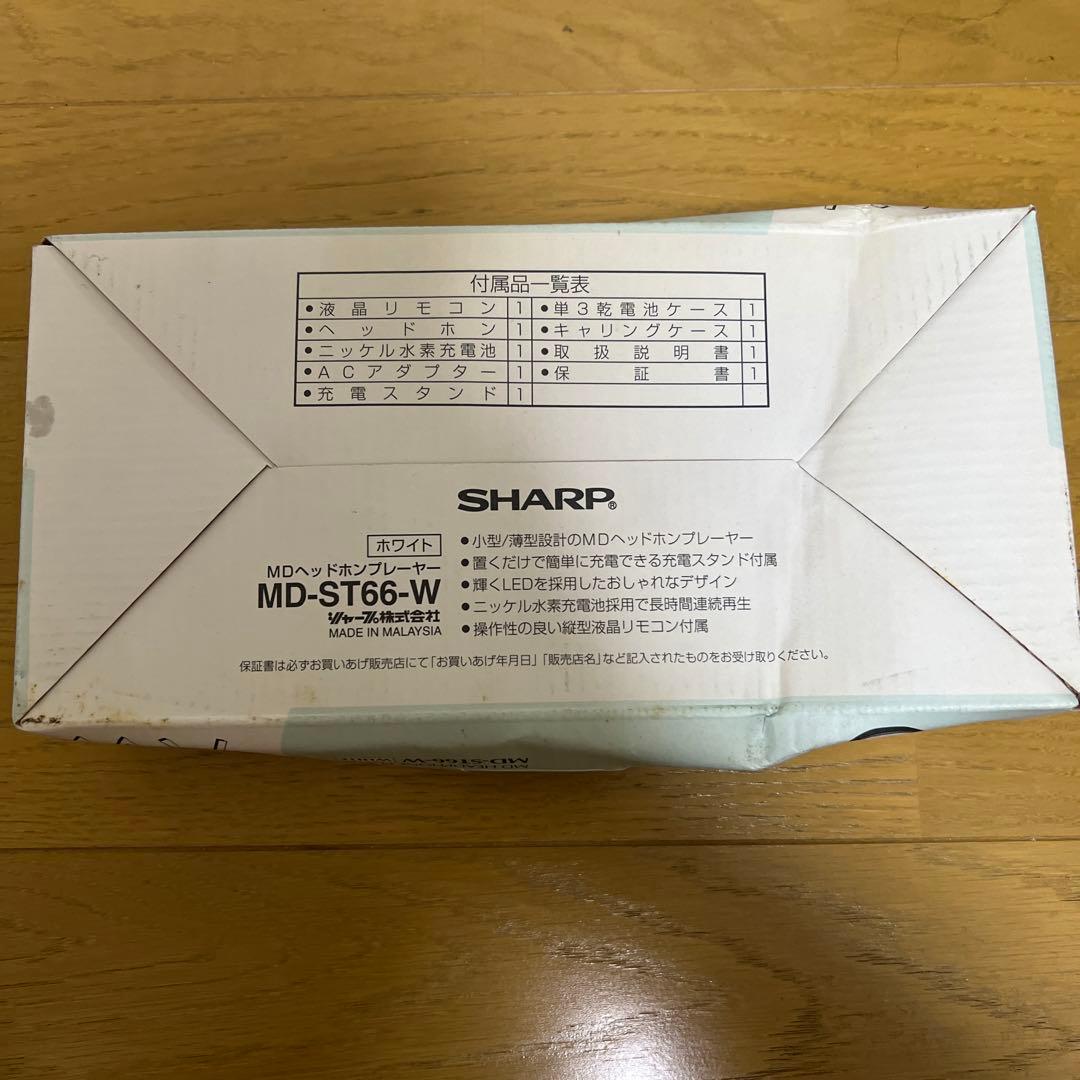 付属品一覧表
●液晶リモコン 1 ●単3乾電池ケース 1
●ヘッドホン 1 ●キャリングケース 1
●ニッケル水素充電池 1 ●取扱説明書 1
●ACアダプター 1 ●保証書 1
●充電スタンド 1
SHARP®
ホワイト
MDヘッドホンプレーヤー
MD-ST66-W
シャープ株式会社
MADE IN MALAYSIA
●小型/薄型設計のMDヘッドホンプレーヤー
●置くだけで簡単に充電できる充電スタンド付属
●輝くLEDを採用したおしゃれなデザイン
●ニッケル水素充電池採用で長時間連続再生
●操作性の良い縦型液晶リモコン付属
保証書は必ずお買いあげ販売店にて「お買いあげ年月日」「販売店名」など記入されたものをお受け取りください。
MD-ST66-W